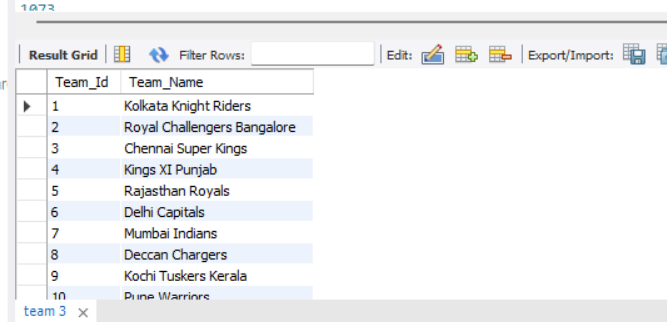 1073
Result Grid Filter Rows: Edit: Export/Import:
Team_Id Team_Name
1 Kolkata Knight Riders
2 Royal Challengers Bangalore
3 Chennai Super Kings
4 Kings XI Punjab
5 Rajasthan Royals
6 Delhi Capitals
7 Mumbai Indians
8 Deccan Chargers
9 Kochi Tuskers Kerala
10 Pune Warriors
team 3